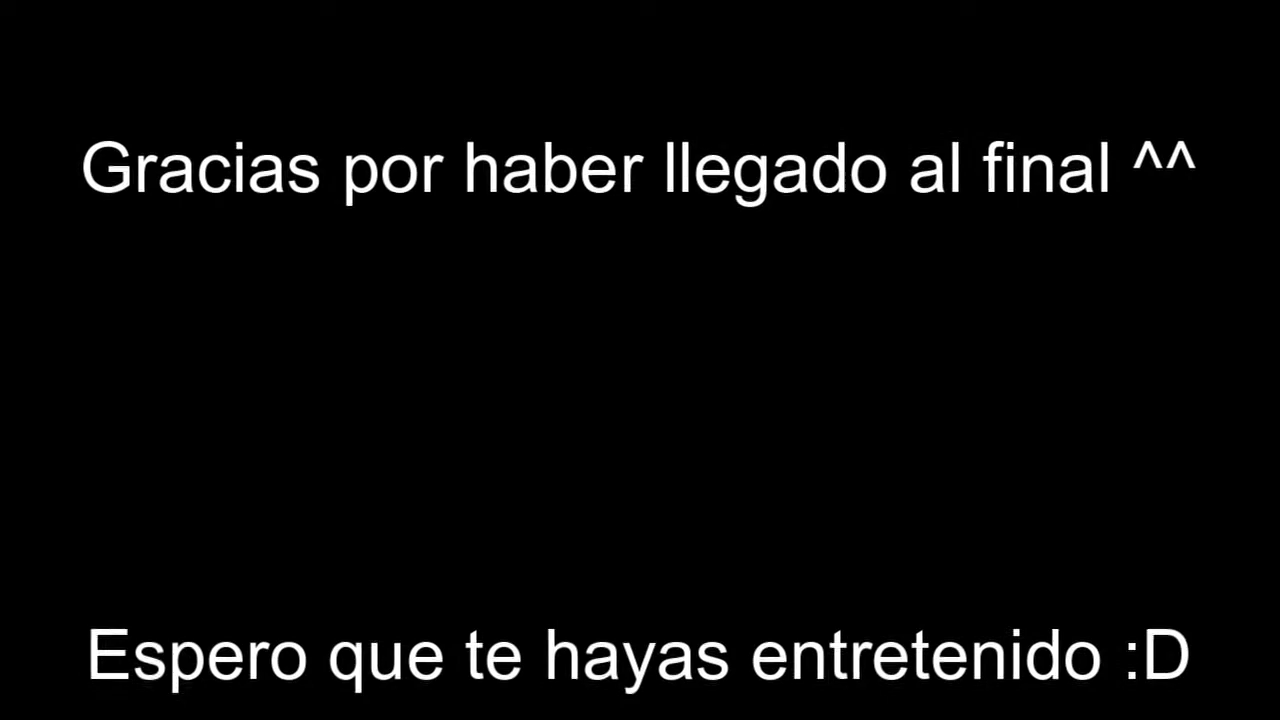 Gracias por haber llegado al final ^^
Espero que te hayas entretenido :D